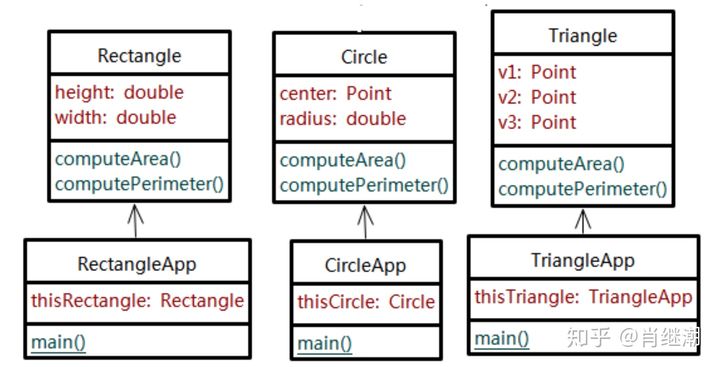 Rectangle
height: double
width: double
computeArea()
computePerimeter()
Circle
center: Point
radius: double
computeArea()
computePerimeter()
Triangle
v1: Point
v2: Point
v3: Point
computeArea()
computePerimeter()
RectangleApp
thisRectangle: Rectangle
main()
CircleApp
thisCircle: Circle
main()
TriangleApp
thisTriangle: TriangleApp
main()
知乎 @肖继潮